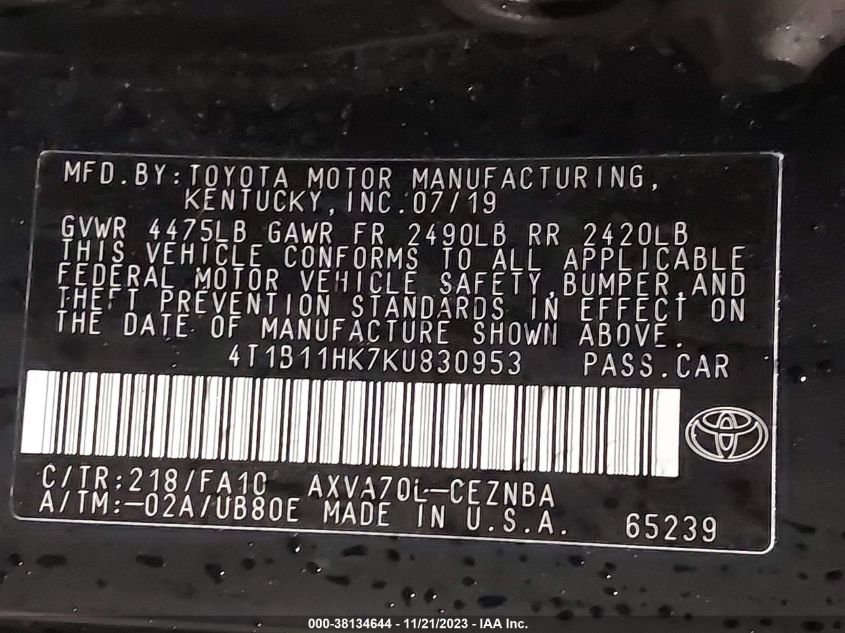 MFD.BY:TOYOTA MOTOR MANUFACTURING,
KENTUCKY,INC.07/19
GVWR 4475LB GAWR FR 2490LB RR 2420LB
THIS VEHICLE CONFORMS TO ALL APPLICABLE
FEDERAL MOTOR VEHICLE SAFETY,BUMPER,AND
THEFT PREVENTION STANDARDS IN EFFECT ON
THE DATE OF MANUFACTURE SHOWN ABOVE.
4T1B11HK7KU830953 PASS.CAR
C/TR:218/FA10 AXVA70L-CEZNBA
A/TM:-02A/UB80E MADE IN U.S.A. 65239
000-38134644 - 11/21/2023 - IAA Inc.